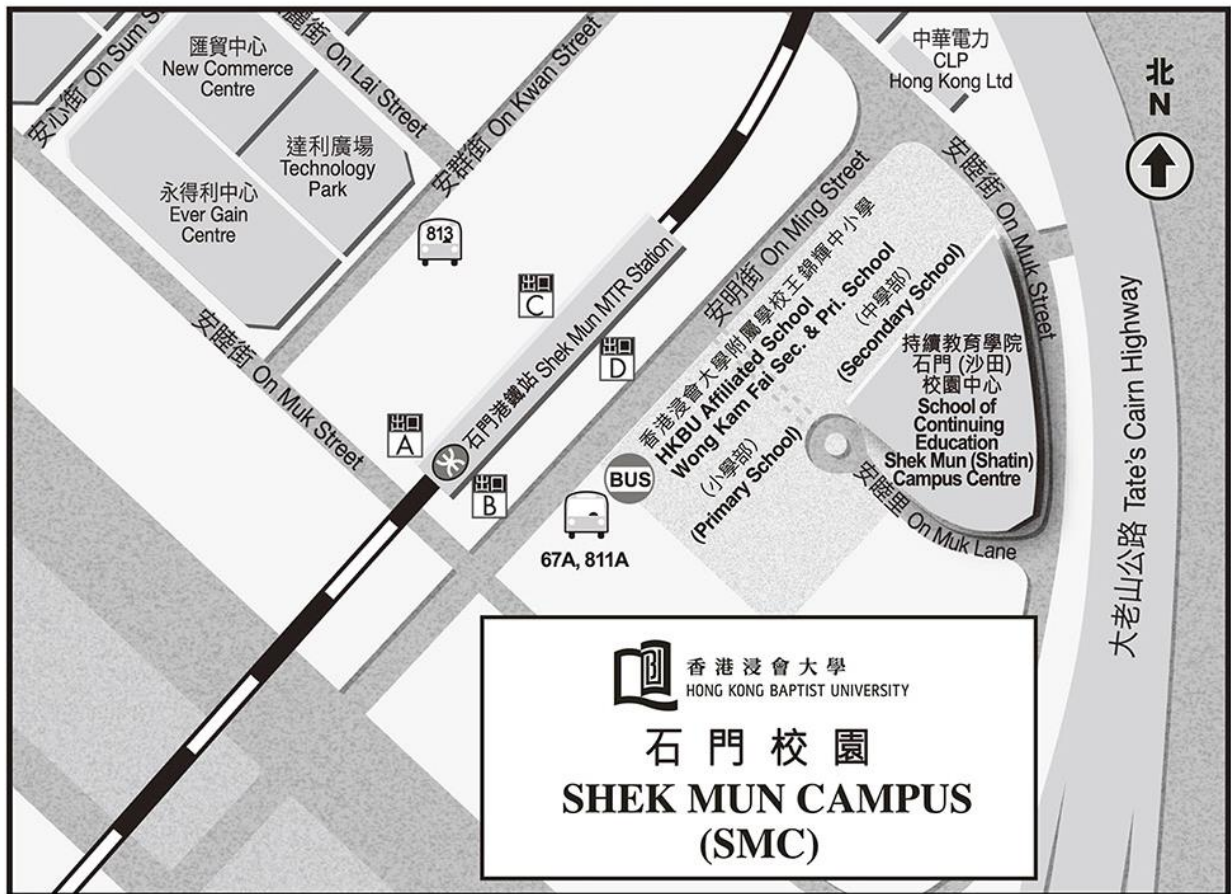 匯貿中心
New Commerce
Centre
安心街 On Sum S
麗街 On Lai Street
安群街 On Kwan Street
達利廣場
Technology
Park
永得利中心
Ever Gain
Centre
813
中華電力
CLP
Hong Kong Ltd
北
N
安睦街 On Muk Street
安明街 On Ming Street
石門港鐵站 Shek Mun MTR Station
出口
C
出口
D
出口
A
出口
B
安睦街 On Muk Street
BUS
67A, 811A
香港浸會大學附屬學校王錦輝中小學
HKBU Affiliated School
Wong Kam Fai Sec. & Pri. School
(小學部)
(Primary School)
(中學部)
(Secondary School)
持續教育學院
石門 (沙田)
校園中心
School of
Continuing
Education
Shek Mun (Shatin)
Campus Centre
安睦里 On Muk Lane
大老山公路 Tate's Cairn Highway
香港浸會大學
HONG KONG BAPTIST UNIVERSITY
石門校園
SHEK MUN CAMPUS
(SMC)